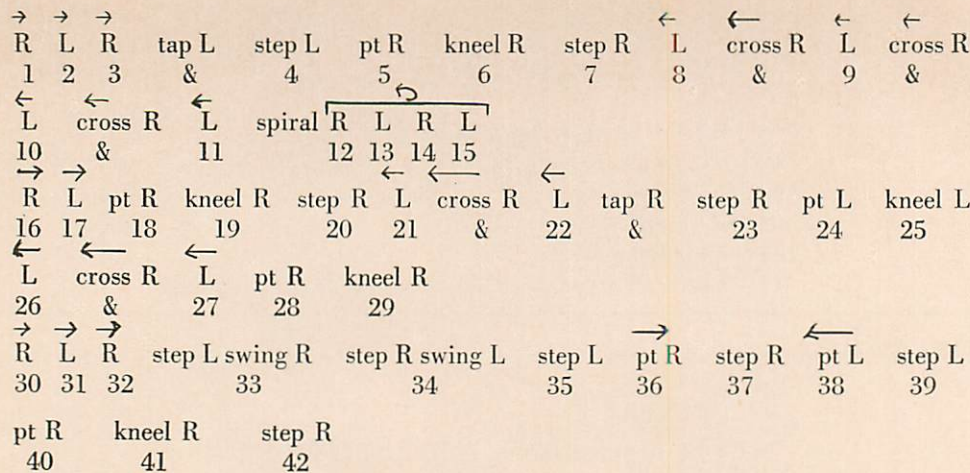 → → →
R L R tap L step L pt R kneel R step R ← L ← cross R ← L ← cross R
1 2 3 & 4 5 6 7 8 & 9 &
← ← ←
L cross R L spiral R L R L
10 & 11 12 13 14 15
→ → ← ← ←
R L pt R kneel R step R L cross R L tap R step R pt L kneel L
16 17 18 19 20 21 & 22 & 23 24 25
← ← ←
L cross R L pt R kneel R
26 & 27 28 29
→ → → → ←
R L R step L swing R step R swing L step L pt R step R pt L step L
30 31 32 33 34 35 36 37 38 39
pt R kneel R step R
40 41 42